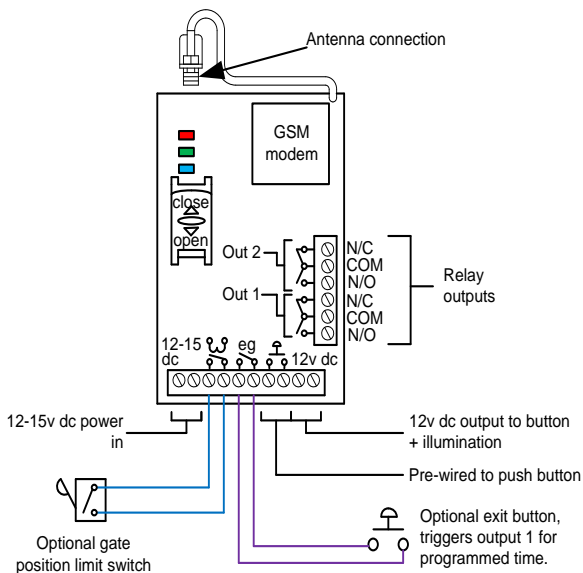 Antenna connection
GSM
modem
close
open
Out 2
N/C
COM
N/O
Out 1
N/C
COM
N/O
Relay
outputs
12-15
dc
eg
12v dc
12-15v dc power
in
12v dc output to button
+ illumination
Pre-wired to push button
Optional gate
position limit switch
Optional exit button,
triggers output 1 for
programmed time.